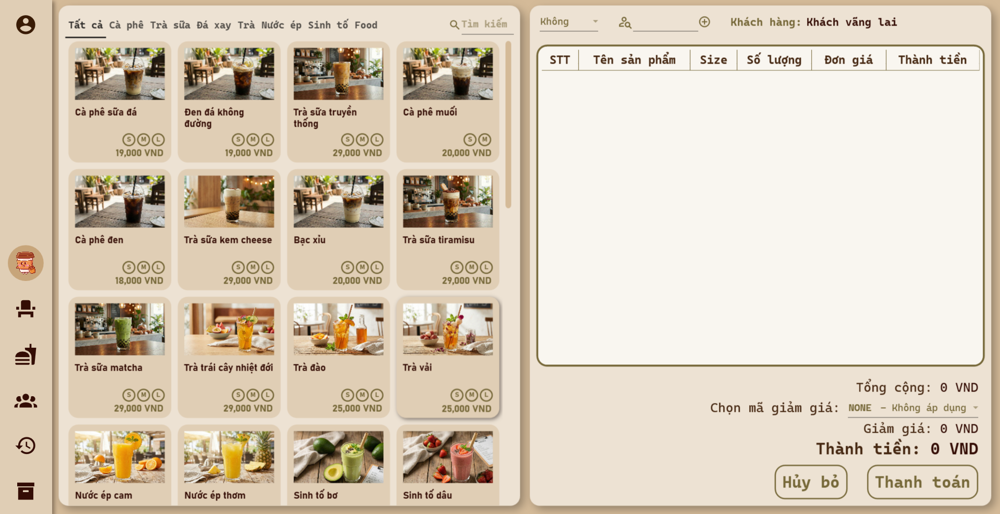 Tất cả Cà phê Trà sữa Đá xay Trà Nước ép Sinh tố Food
Tìm kiếm
Cà phê sữa đá
S M L
19,000 VND
Đen đá không
đường
S M L
19,000 VND
Trà sữa truyền
thống
S M L
29,000 VND
Cà phê muối
S M
20,000 VND
Cà phê đen
S M L
18,000 VND
Trà sữa kem cheese
S M L
29,000 VND
Bạc xỉu
S M L
20,000 VND
Trà sữa tiramisu
S M L
29,000 VND
Trà sữa matcha
S M L
29,000 VND
Trà trái cây nhiệt đới
S M L
29,000 VND
Trà đào
S M L
25,000 VND
Trà vải
S M L
25,000 VND
Nước ép cam
Nước ép thơm
Sinh tố bơ
Sinh tố dâu
Không
Khách hàng: Khách vãng lai
STT Tên sản phẩm Size Số lượng Đơn giá Thành tiền
Tổng cộng: 0 VND
Chọn mã giảm giá: NONE - Không áp dụng
Giảm giá: 0 VND
Thành tiền: 0 VND
Hủy bỏ Thanh toán